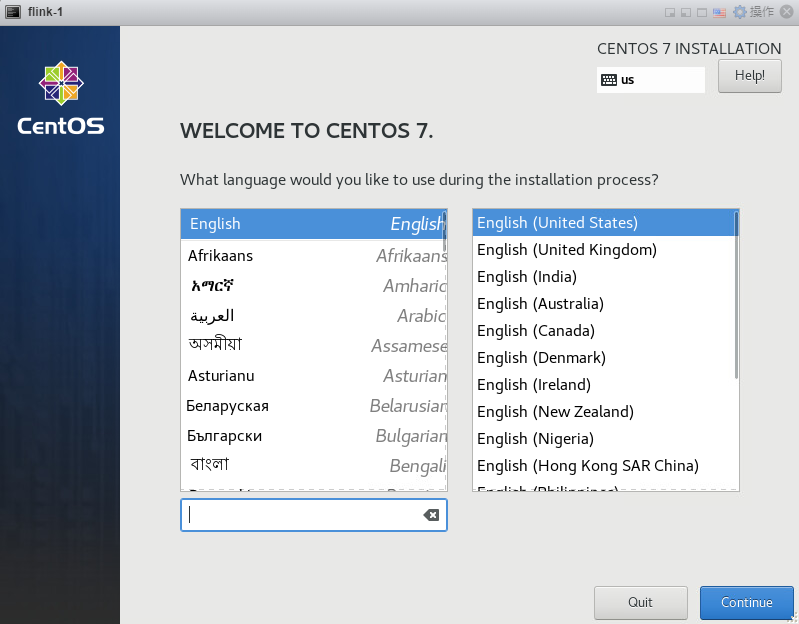 flink-1
操作
CentOS
CENTOS 7 INSTALLATION
us
Help!
WELCOME TO CENTOS 7.
What language would you like to use during the installation process?
English English
Afrikaans Afrikaans
አማርኛ Amharic
العربية Arabic
অসমীয়া Assamese
Asturianu Asturian
Беларуская Belarusian
Български Bulgarian
বাংলা Bengali
English (United States)
English (United Kingdom)
English (India)
English (Australia)
English (Canada)
English (Denmark)
English (Ireland)
English (New Zealand)
English (Nigeria)
English (Hong Kong SAR China)
English (Philippines)
Quit
Continue